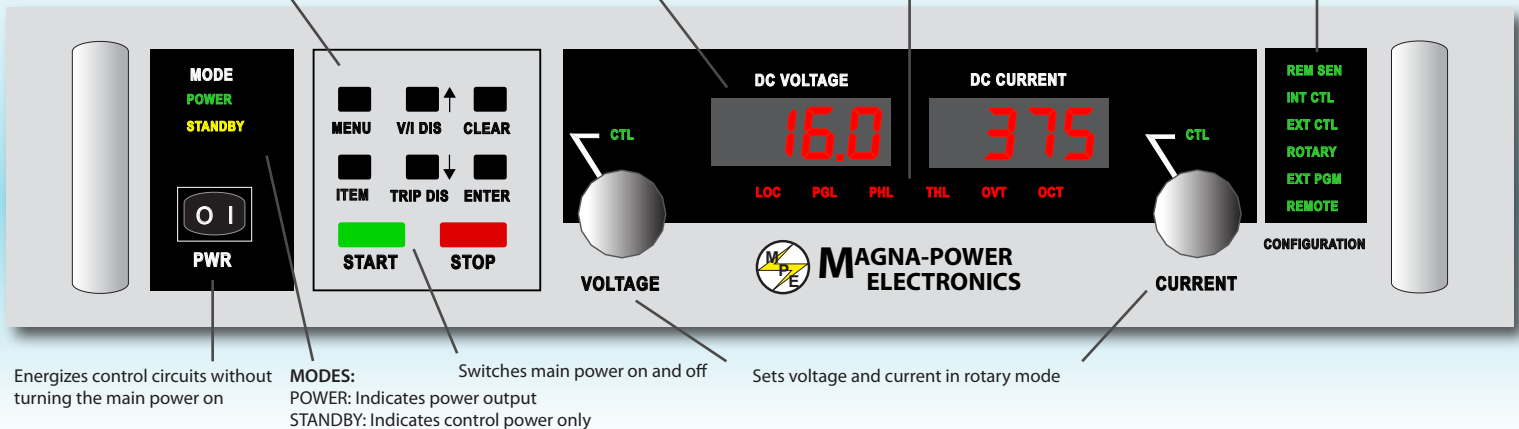 MODE
POWER
STANDBY
O I
PWR
MENU V/I DIS CLEAR
ITEM TRIP DIS ENTER
START STOP
CTL
VOLTAGE
DC VOLTAGE DC CURRENT
16.0 375
LOC PGL PHL THL OVT OCT
MPE MAGNA-POWER
ELECTRONICS
CTL
CURRENT
REM SEN
INT CTL
EXT CTL
ROTARY
EXT PGM
REMOTE
CONFIGURATION
Energizes control circuits without
turning the main power on
MODES:
POWER: Indicates power output
STANDBY: Indicates control power only
Switches main power on and off
Sets voltage and current in rotary mode